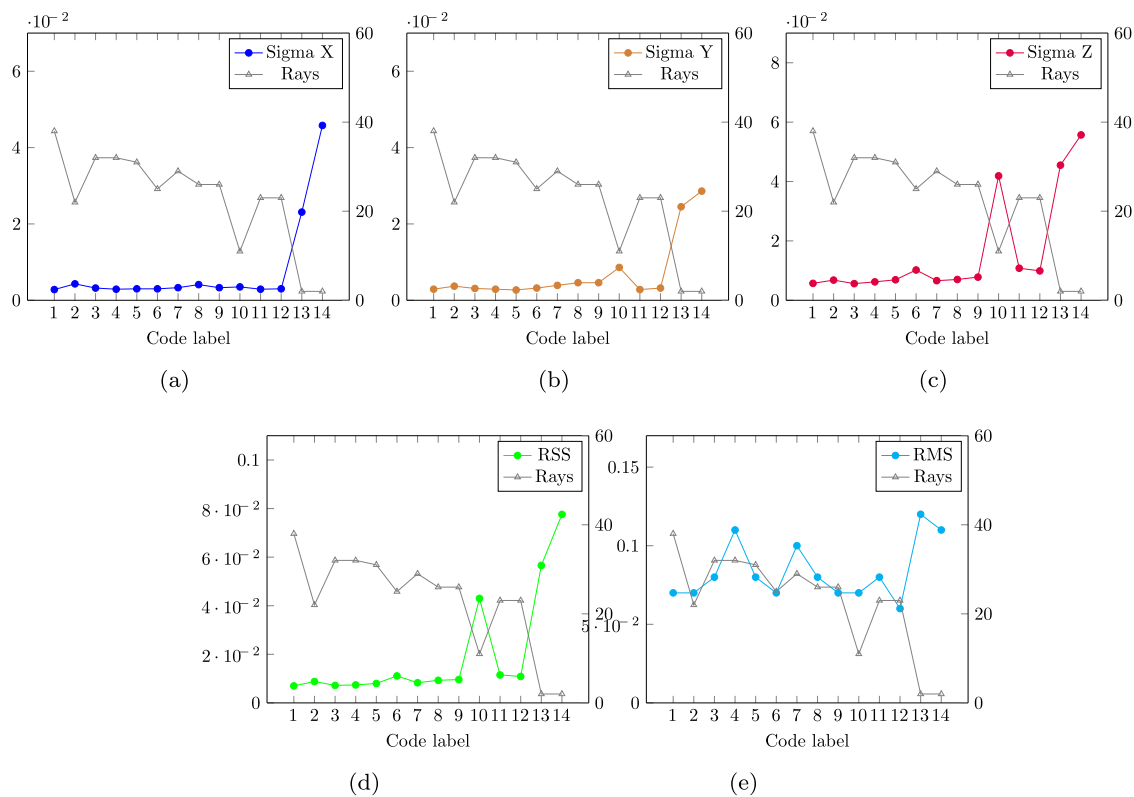 ·10⁻² ·10⁻² ·10⁻²
6 4 2 0
Sigma X
Rays
60 40 20 0
1 2 3 4 5 6 7 8 9 10 11 12 13 14
Code label
(a)
6 4 2 0
Sigma Y
Rays
60 40 20 0
1 2 3 4 5 6 7 8 9 10 11 12 13 14
Code label
(b)
8 6 4 2 0
Sigma Z
Rays
60 40 20 0
1 2 3 4 5 6 7 8 9 10 11 12 13 14
Code label
(c)
0.1
8 · 10⁻²
6 · 10⁻²
4 · 10⁻²
2 · 10⁻²
0
RSS
Rays
60 40 20 0
1 2 3 4 5 6 7 8 9 10 11 12 13 14
Code label
(d)
0.15
0.1
5 · 10⁻²
0
RMS
Rays
60 40 20 0
1 2 3 4 5 6 7 8 9 10 11 12 13 14
Code label
(e)